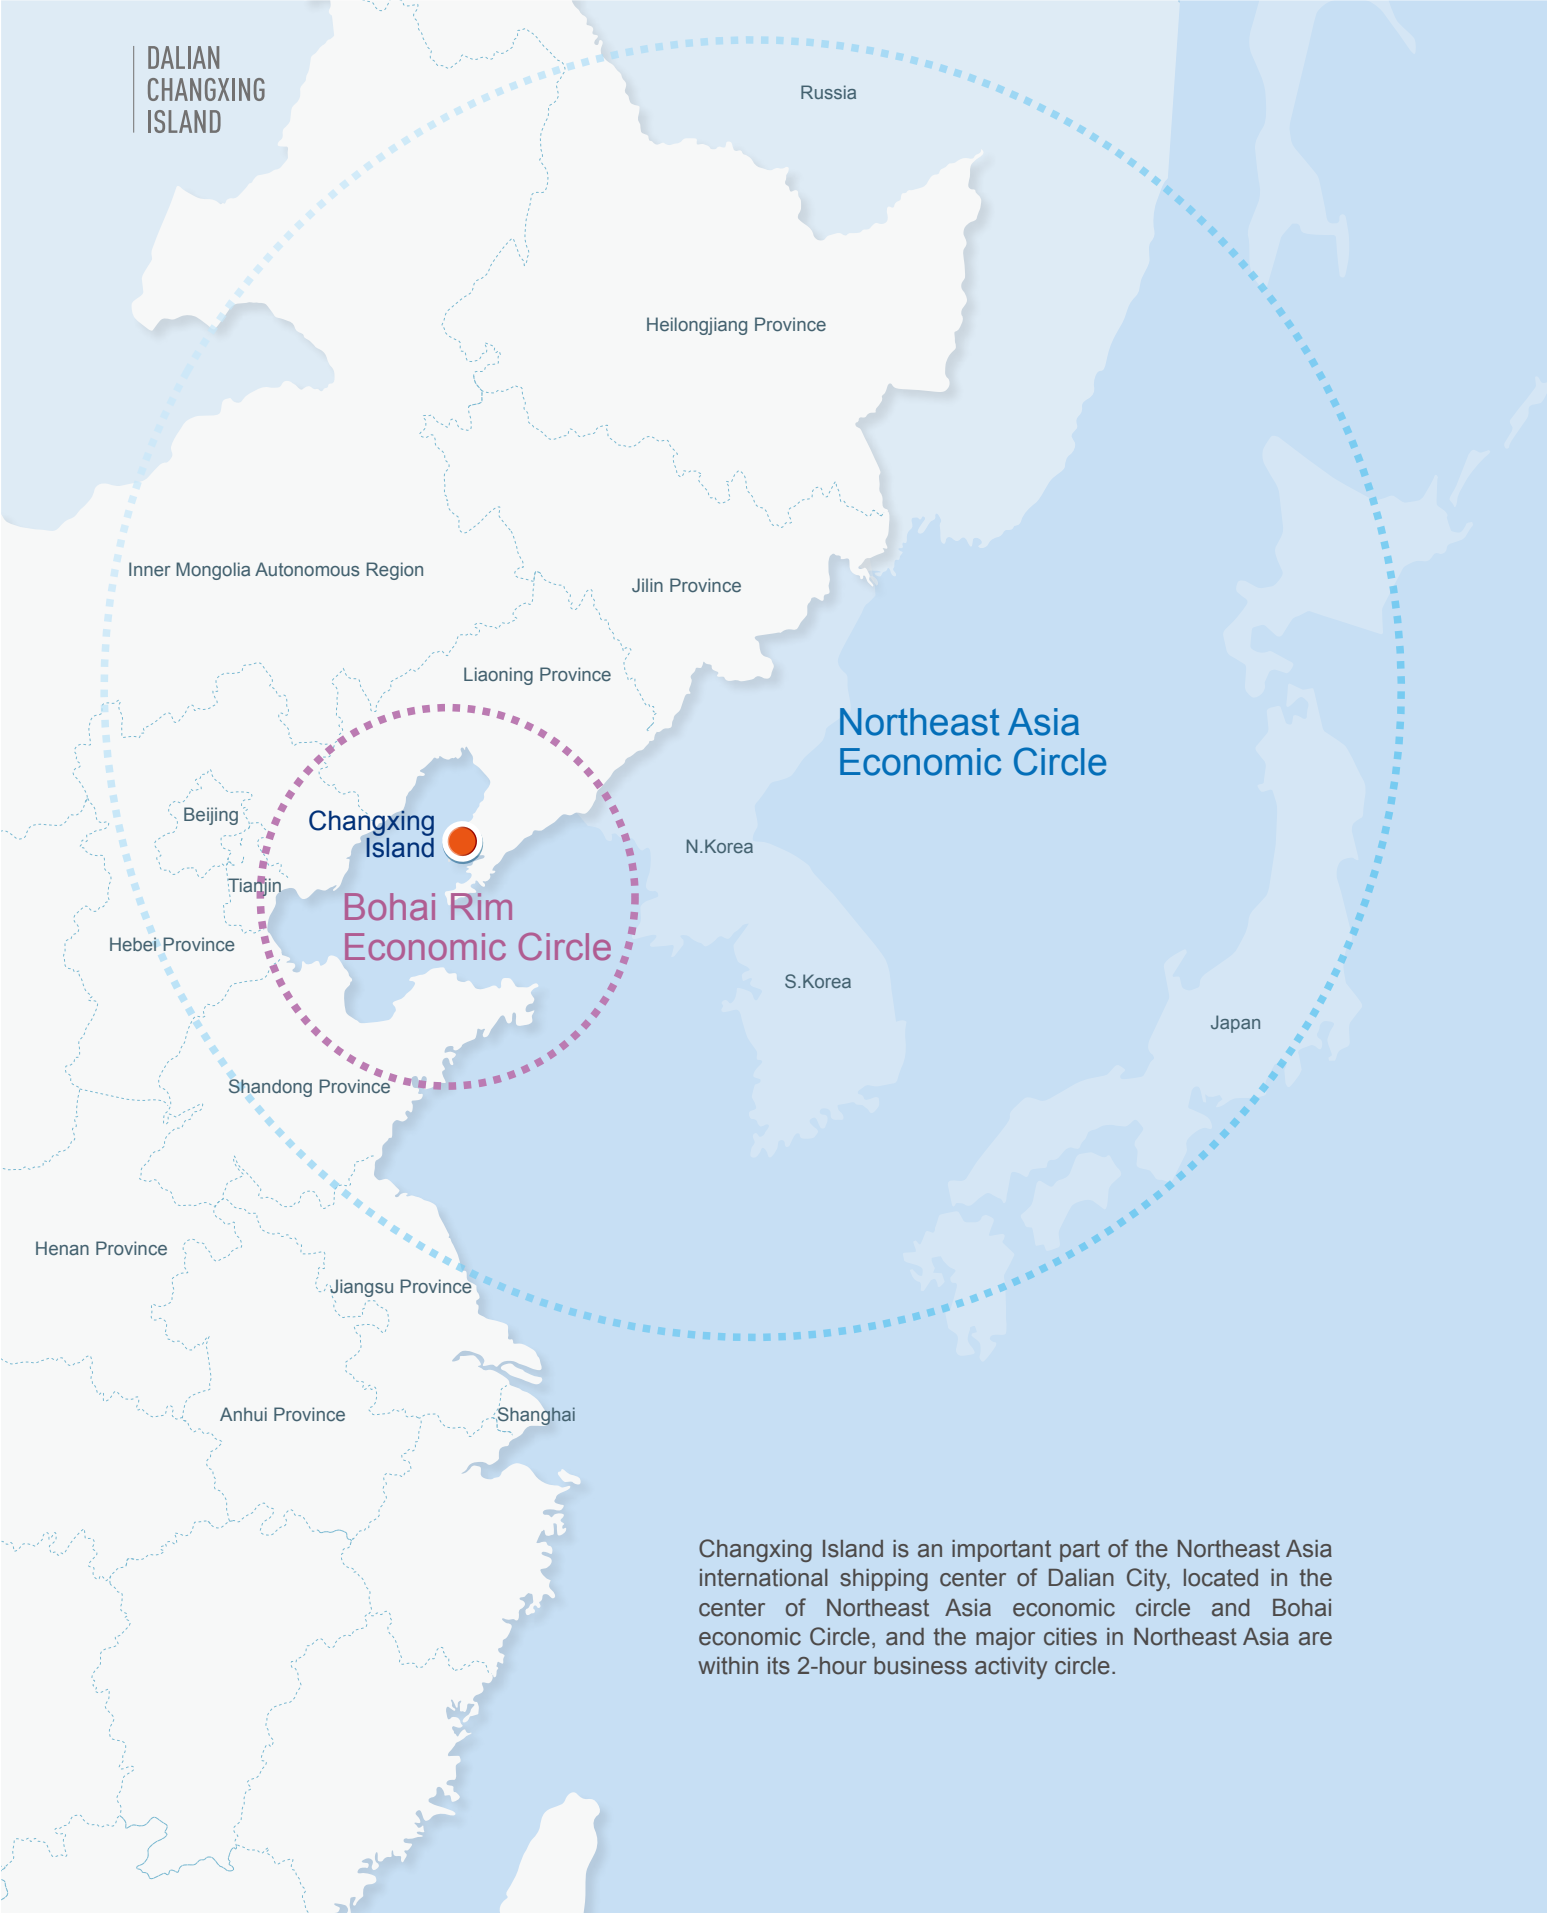 DALIAN
CHANGXING
ISLAND
Russia
Heilongjiang Province
Inner Mongolia Autonomous Region
Jilin Province
Liaoning Province
Northeast Asia
Economic Circle
Beijing
Changxing
Island
N.Korea
Tianjin
Bohai Rim
Economic Circle
Hebei Province
S.Korea
Japan
Shandong Province
Henan Province
Jiangsu Province
Anhui Province
Shanghai
Changxing Island is an important part of the Northeast Asia
international shipping center of Dalian City, located in the
center of Northeast Asia economic circle and Bohai
economic Circle, and the major cities in Northeast Asia are
within its 2-hour business activity circle.